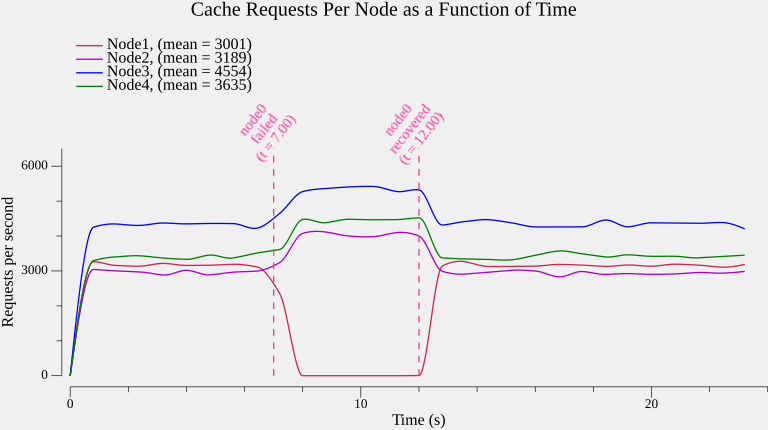 Cache Requests Per Node as a Function of Time
Node1, (mean = 3001)
Node2, (mean = 3189)
Node3, (mean = 4554)
Node4, (mean = 3635)
node0
failed
(t = 7.00)
node0
recovered
(t = 12.00)
6000
3000
0
Requests per second
0
10
20
Time (s)